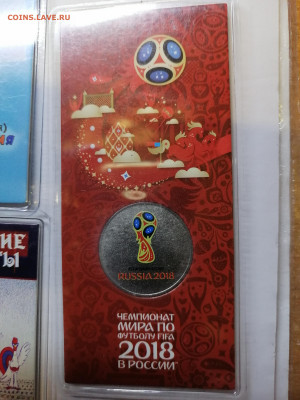 COINS.LAVE.RU
RUSSIA 2018
ЧЕМПИОНАТ
МИРА ПО
ФУТБОЛУ FIFA
2018
В РОССИИ